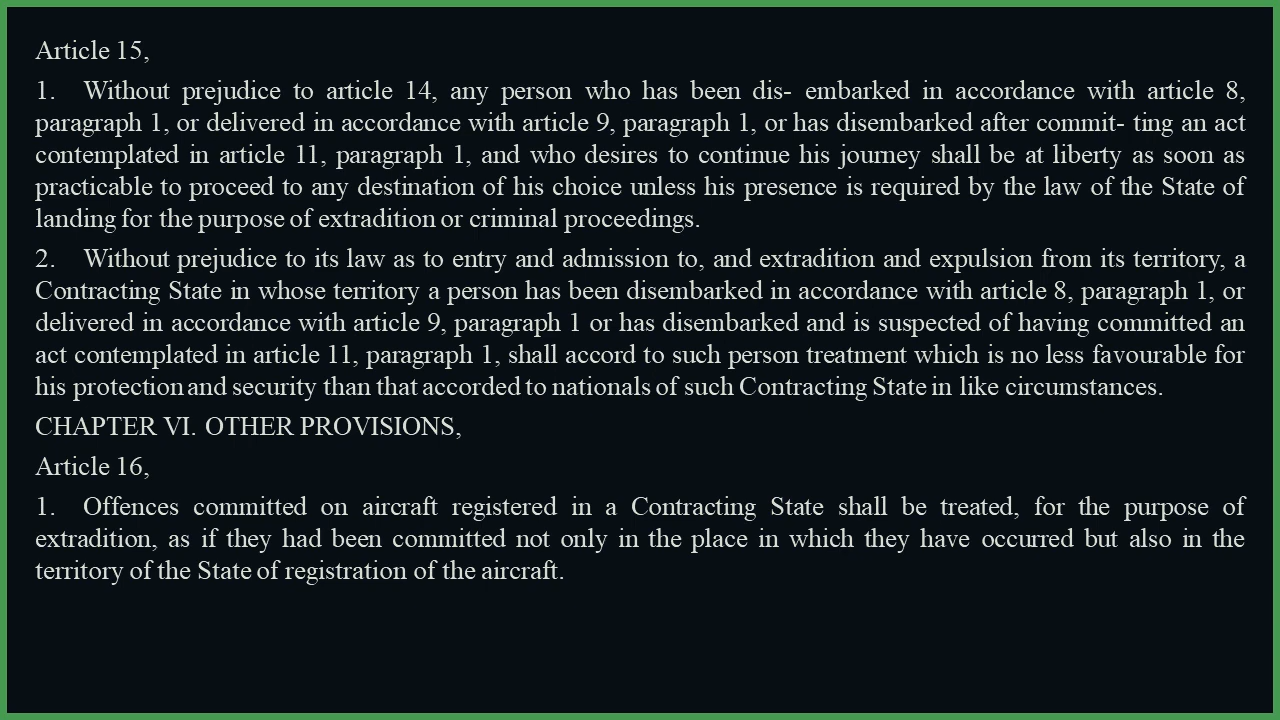 Article 15,
1. Without prejudice to article 14, any person who has been dis- embarked in accordance with article 8,
paragraph 1, or delivered in accordance with article 9, paragraph 1, or has disembarked after commit- ting an act
contemplated in article 11, paragraph 1, and who desires to continue his journey shall be at liberty as soon as
practicable to proceed to any destination of his choice unless his presence is required by the law of the State of
landing for the purpose of extradition or criminal proceedings.
2. Without prejudice to its law as to entry and admission to, and extradition and expulsion from its territory, a
Contracting State in whose territory a person has been disembarked in accordance with article 8, paragraph 1, or
delivered in accordance with article 9, paragraph 1 or has disembarked and is suspected of having committed an
act contemplated in article 11, paragraph 1, shall accord to such person treatment which is no less favourable for
his protection and security than that accorded to nationals of such Contracting State in like circumstances.
CHAPTER VI. OTHER PROVISIONS,
Article 16,
1. Offences committed on aircraft registered in a Contracting State shall be treated, for the purpose of
extradition, as if they had been committed not only in the place in which they have occurred but also in the
territory of the State of registration of the aircraft.